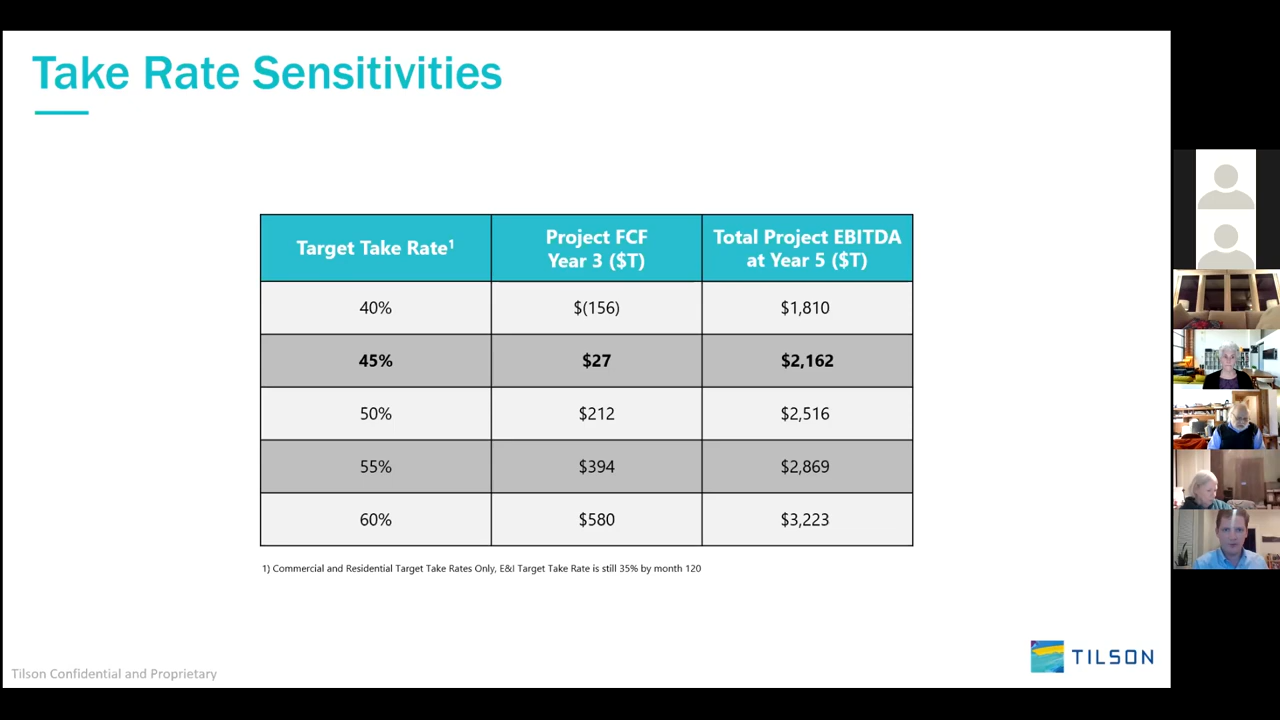 Take Rate Sensitivities
Target Take Rate¹
Project FCF
Year 3 ($T)
Total Project EBITDA
at Year 5 ($T)
40%
$(156)
$1,810
45%
$27
$2,162
50%
$212
$2,516
55%
$394
$2,869
60%
$580
$3,223
1) Commercial and Residential Target Take Rates Only, E&I Target Take Rate is still 35% by month 120
TILSON
Tilson Confidential and Proprietary